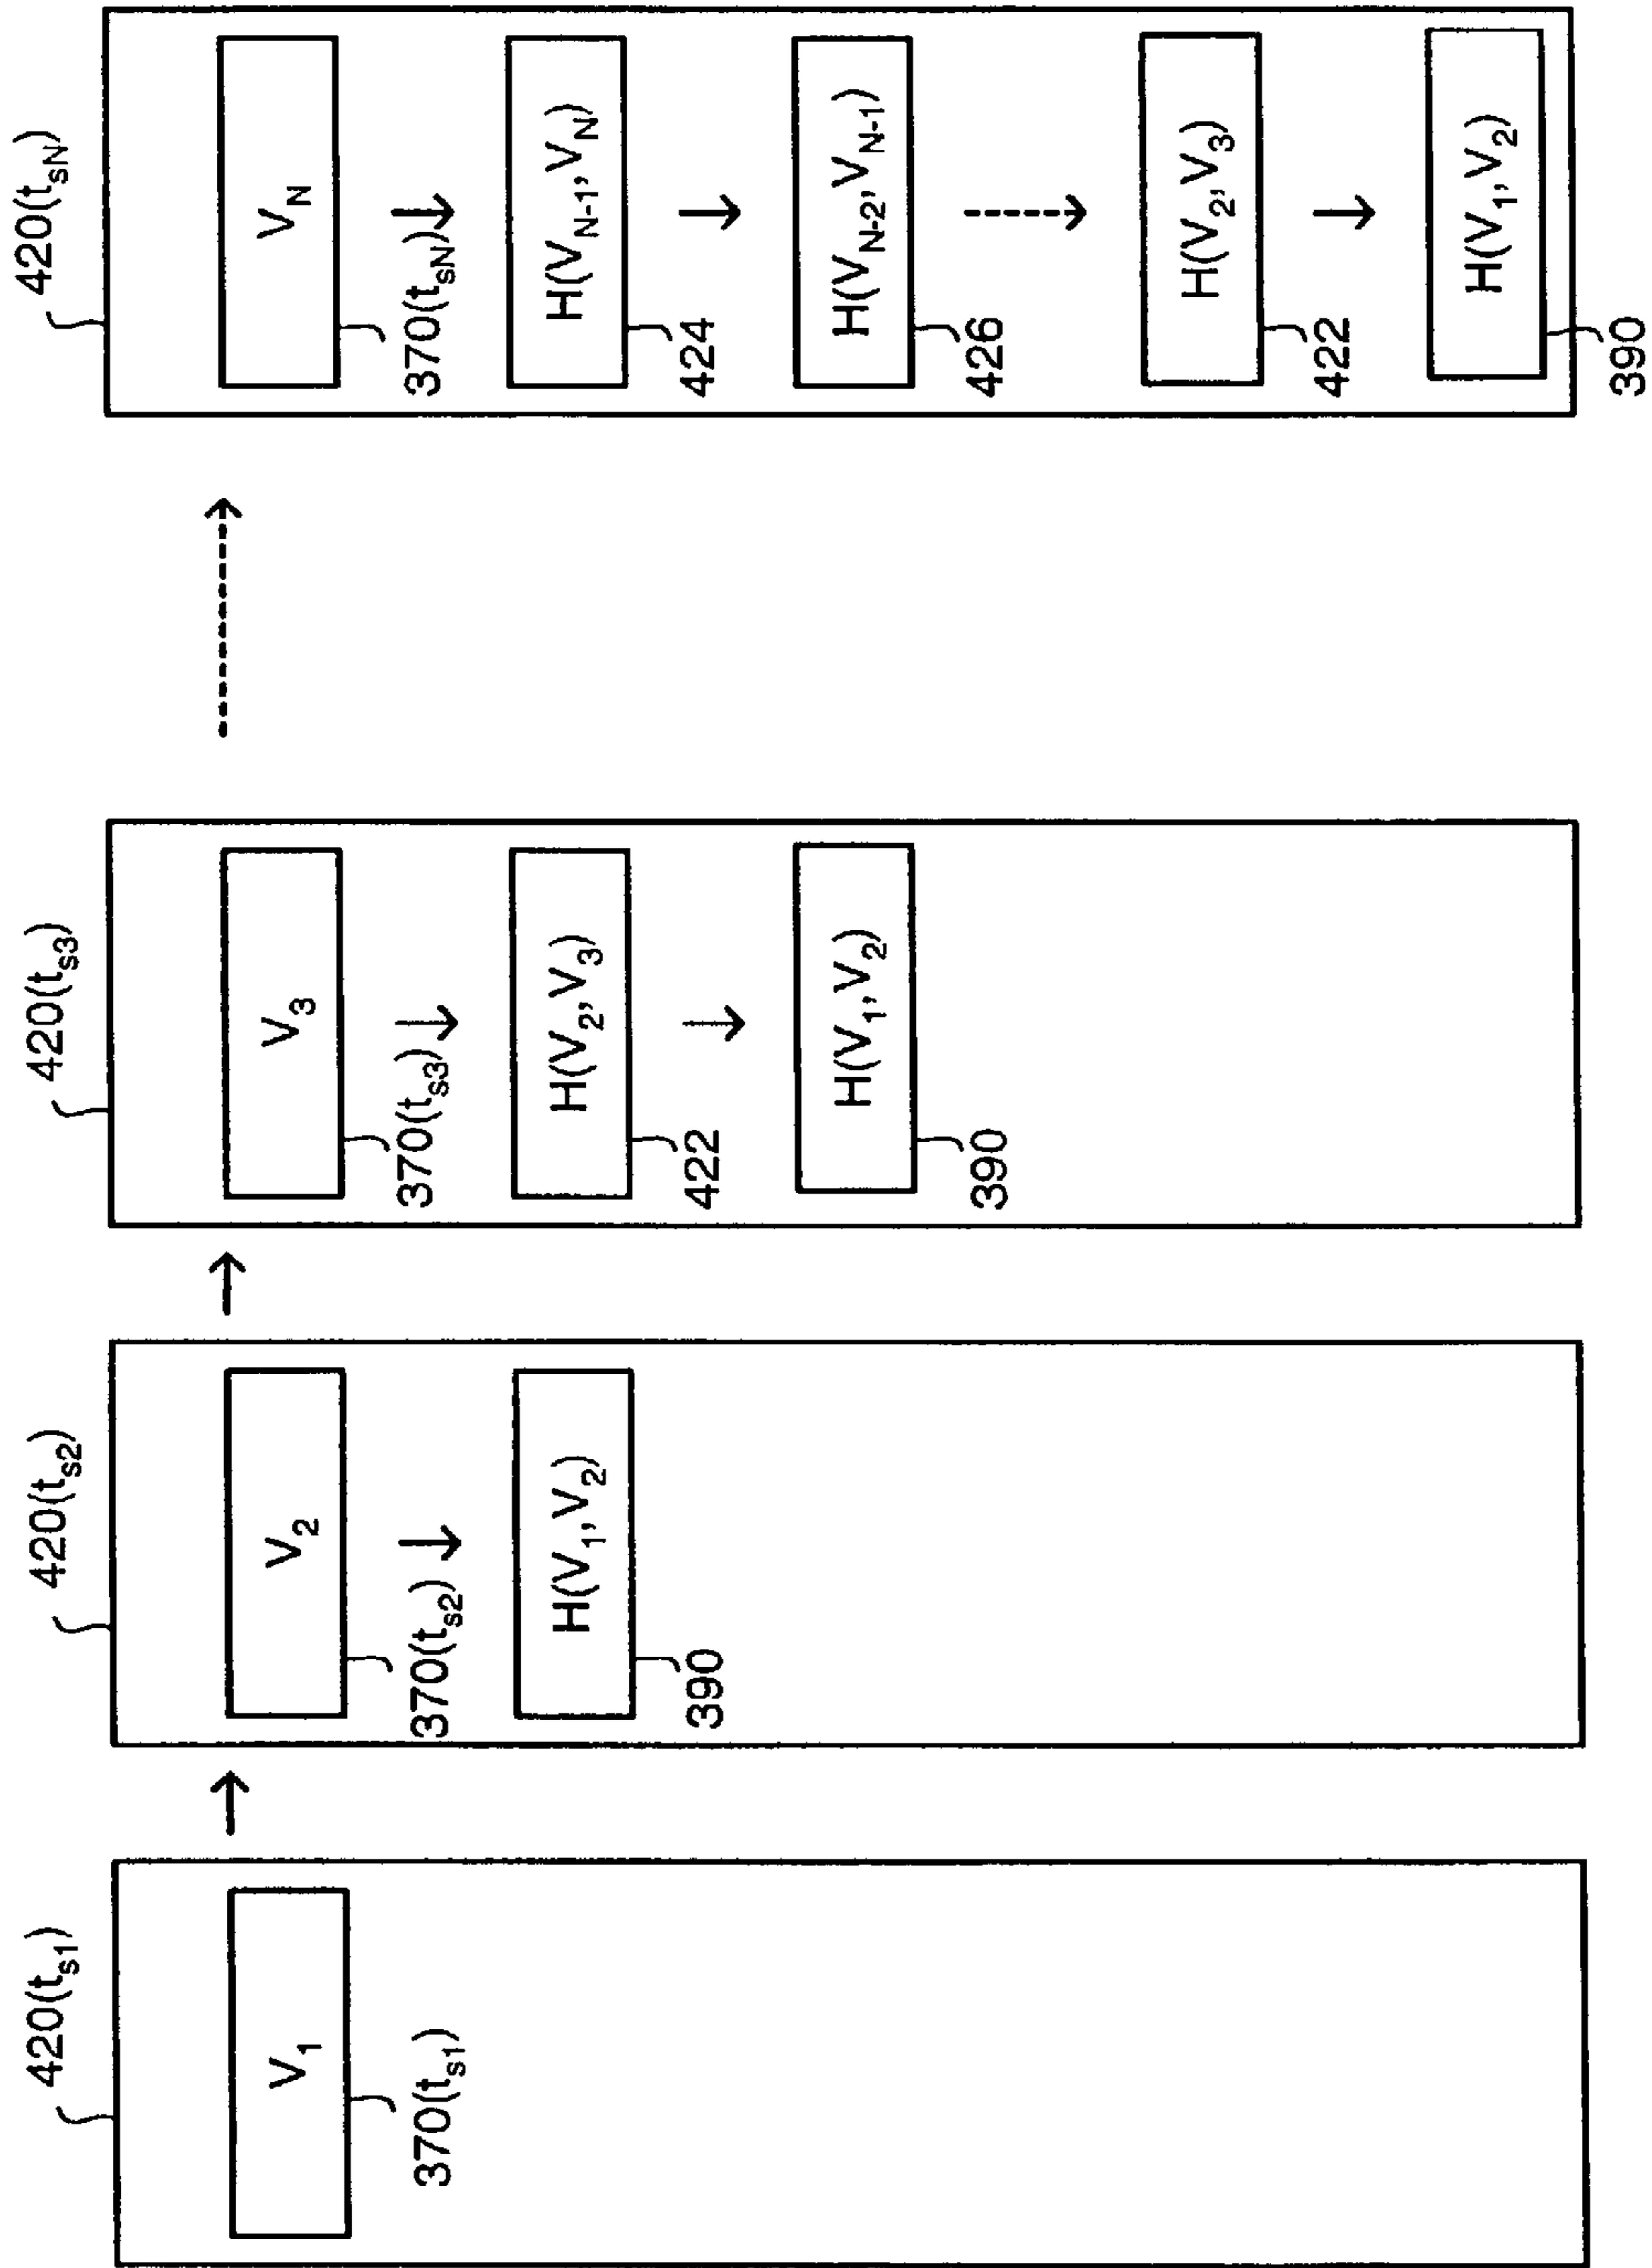 420(t_s1)
V_1
370(t_s1)
420(t_s2)
V_2
370(t_s2)
H(V_1, V_2)
390
420(t_s3)
V_3
370(t_s3)
H(V_2, V_3)
422
H(V_1, V_2)
390
420(t_sN)
V_N
370(t_sN)
H(V_N-1, V_N)
424
H(V_N-2, V_N-1)
426
H(V_2, V_3)
422
H(V_1, V_2)
390